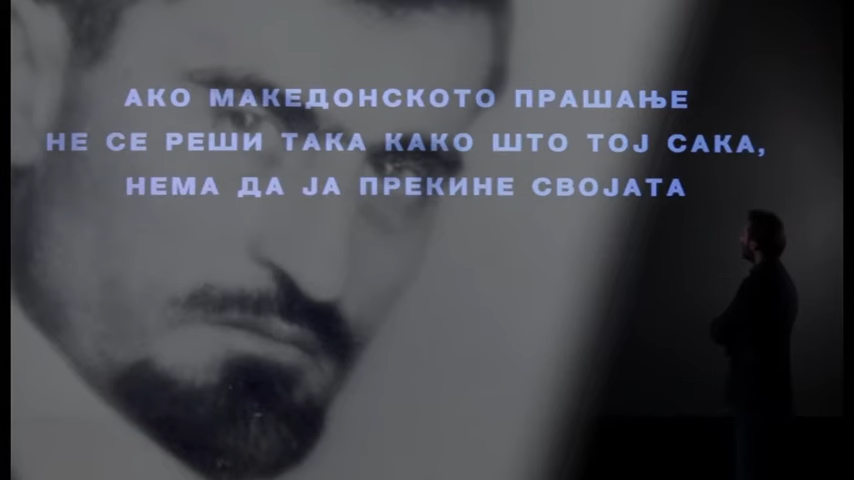 АКО МАКЕДОНСКОТО ПРАШАЊЕ
НЕ СЕ РЕШИ ТАКА КАКО ШТО ТОЈ САКА,
НЕМА ДА ЈА ПРЕКИНЕ СВОЈАТА